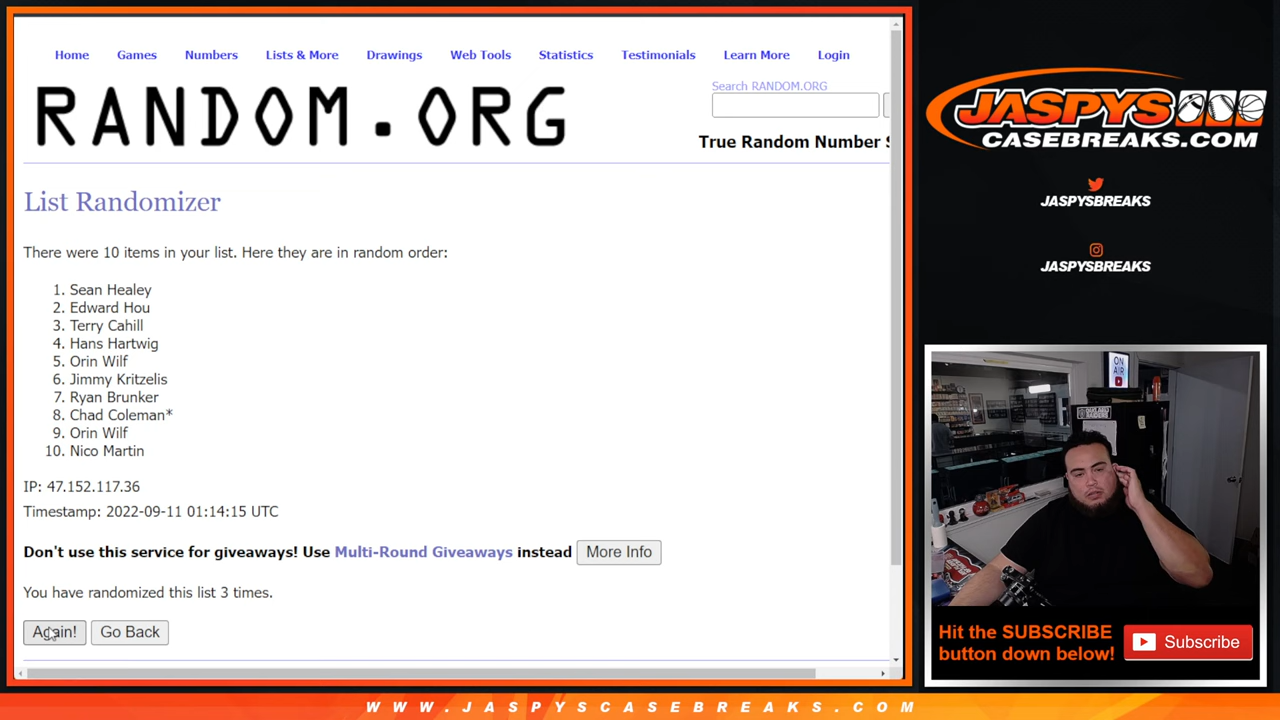 Home Games Numbers Lists & More Drawings Web Tools Statistics Testimonials Learn More Login
RANDOM.ORG
Search RANDOM.ORG
True Random Number S
List Randomizer
There were 10 items in your list. Here they are in random order:
1. Sean Healey
2. Edward Hou
3. Terry Cahill
4. Hans Hartwig
5. Orin Wilf
6. Jimmy Kritzelis
7. Ryan Brunker
8. Chad Coleman*
9. Orin Wilf
10. Nico Martin
IP: 47.152.117.36
Timestamp: 2022-09-11 01:14:15 UTC
Don't use this service for giveaways! Use Multi-Round Giveaways instead More Info
You have randomized this list 3 times.
Again! Go Back
JASPYS
CASEBREAKS.COM
JASPYSBREAKS
JASPYSBREAKS
ON
AIR
Hit the SUBSCRIBE
button down below!
Subscribe
WWW.JASPYSCASEBREAKS.COM